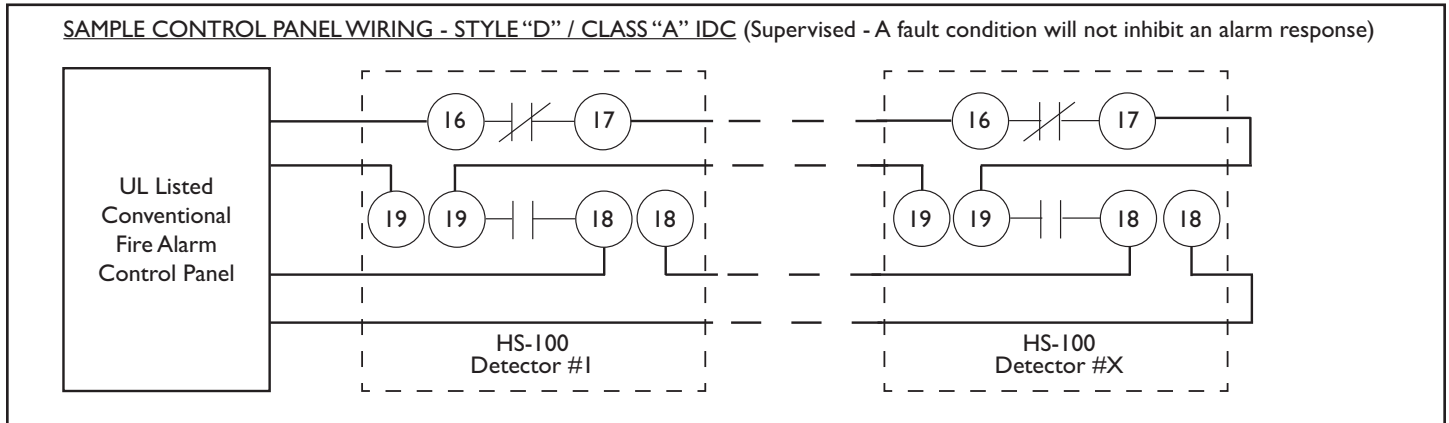 SAMPLE CONTROL PANEL WIRING - STYLE “D” / CLASS “A” IDC (Supervised - A fault condition will not inhibit an alarm response)
UL Listed
Conventional
Fire Alarm
Control Panel
16
17
19
19
18
18
HS-100
Detector #1
16
17
19
19
18
18
HS-100
Detector #X